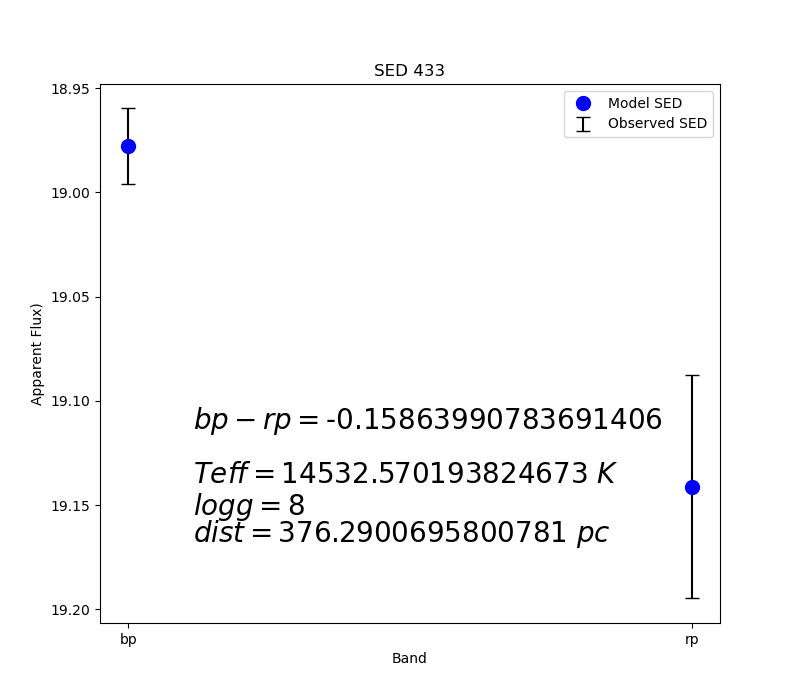 SED 433
Model SED
Observed SED
18.95
19.00
19.05
19.10
19.15
19.20
Apparent Flux)
bp − rp = -0.15863990783691406
Teff = 14532.570193824673 K
logg = 8
dist = 376.2900695800781 pc
bp
rp
Band